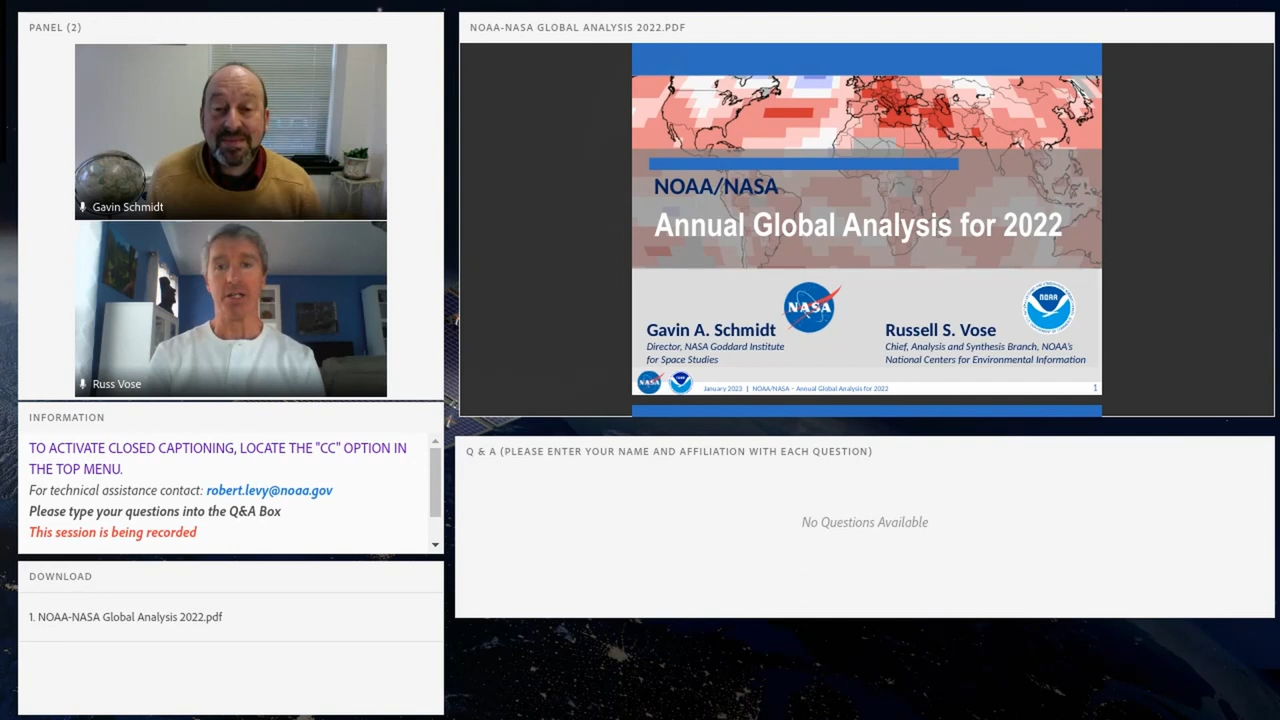 PANEL (2)
Gavin Schmidt
Russ Vose
INFORMATION
TO ACTIVATE CLOSED CAPTIONING, LOCATE THE "CC" OPTION IN
THE TOP MENU.
For technical assistance contact: robert.levy@noaa.gov
Please type your questions into the Q&A Box
This session is being recorded
DOWNLOAD
1. NOAA-NASA Global Analysis 2022.pdf
NOAA-NASA GLOBAL ANALYSIS 2022.PDF
NOAA/NASA
Annual Global Analysis for 2022
NASA
NOAA
Gavin A. Schmidt
Director, NASA Goddard Institute
for Space Studies
Russell S. Vose
Chief, Analysis and Synthesis Branch, NOAA's
National Centers for Environmental Information
January 2023 | NOAA/NASA – Annual Global Analysis for 2022
1
Q & A (PLEASE ENTER YOUR NAME AND AFFILIATION WITH EACH QUESTION)
No Questions Available